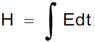 H = ∫ Edt: